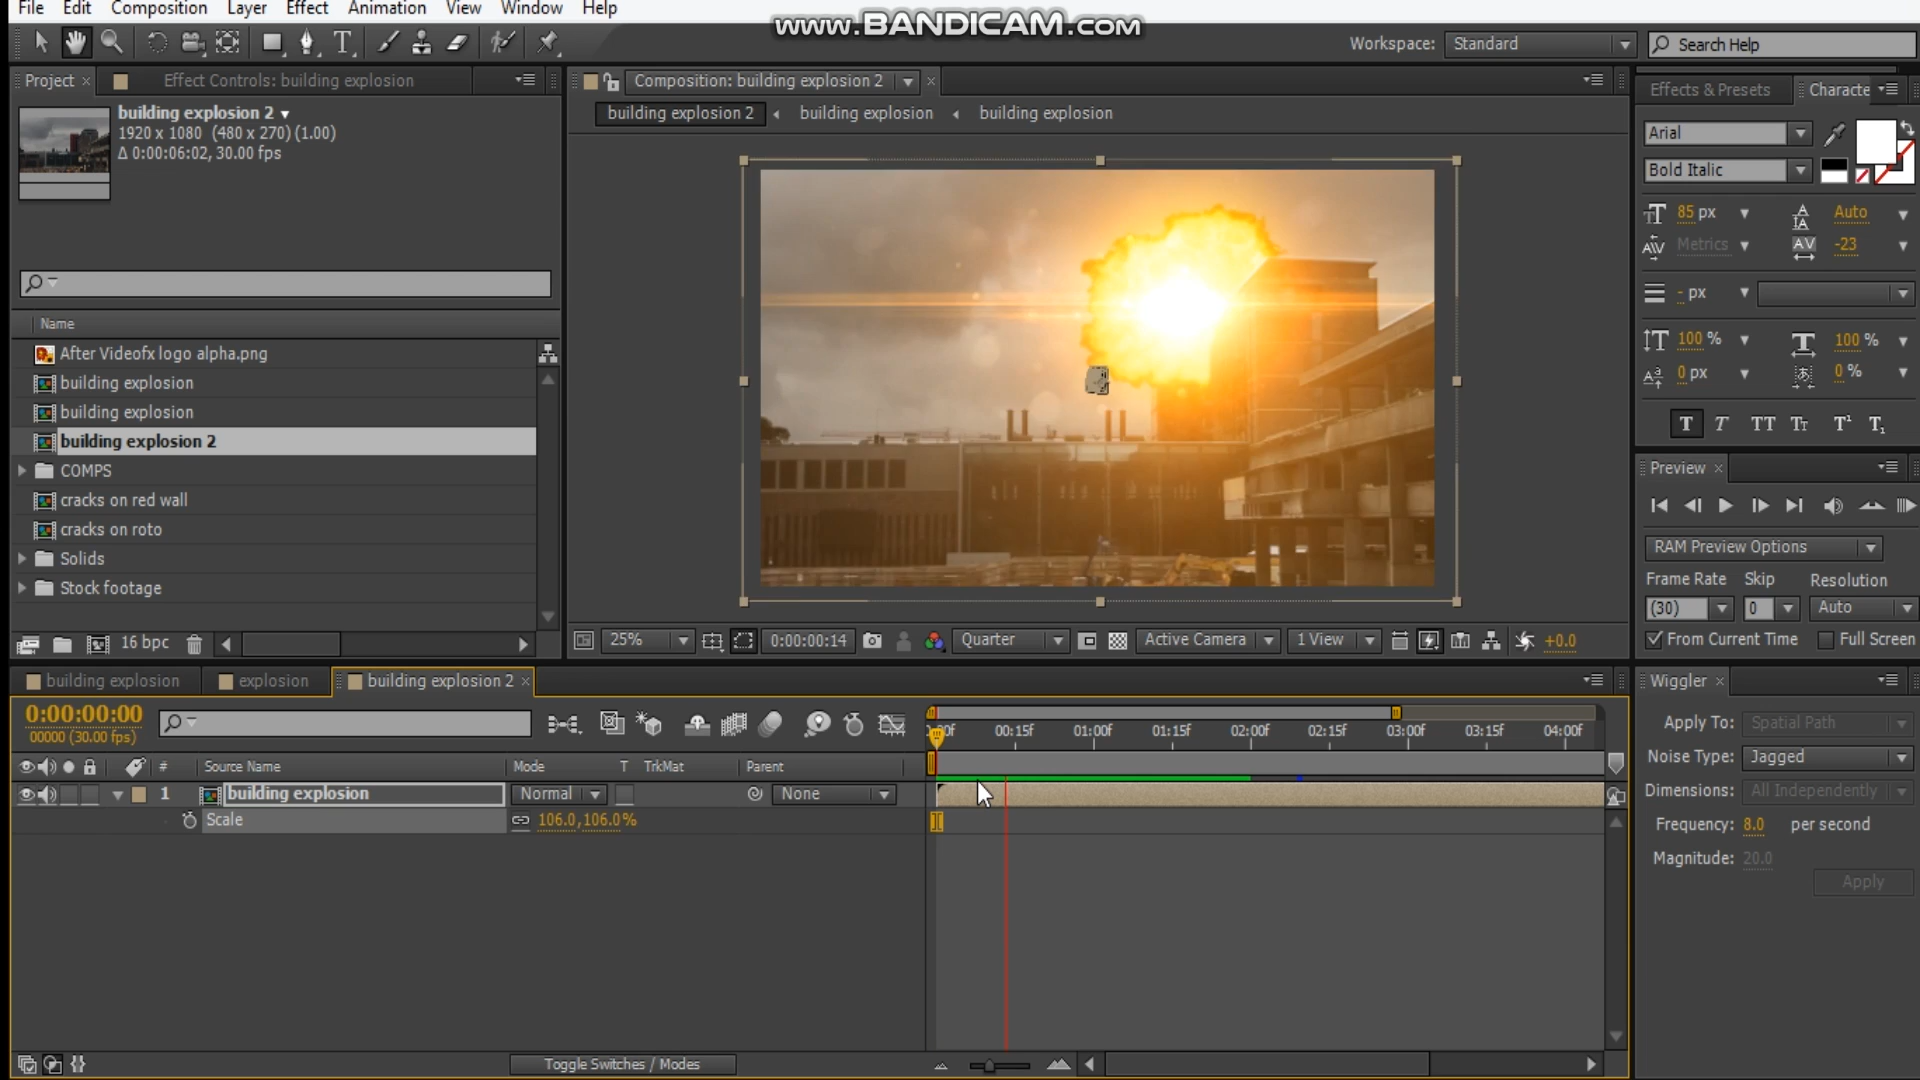 File Edit Composition Layer Effect Animation View Window Help
www.BANDICAM.com
Workspace: Standard
Search Help
Project × Effect Controls: building explosion
Composition: building explosion 2 ×
Effects & Presets Characte
building explosion 2
1920 x 1080 (480 x 270) (1.00)
Δ 0:00:06:02, 30.00 fps
building explosion 2 building explosion building explosion
Arial
Bold Italic
85 px Auto
Metrics -23
- px
100 % 100 %
0 px 0 %
T T TT Tt T¹ T₁
Name
After Videofx logo alpha.png
building explosion
building explosion
building explosion 2
COMPS
cracks on red wall
cracks on roto
Solids
Stock footage
16 bpc
25% 0:00:00:14 Quarter Active Camera 1 View +0.0
Preview ×
RAM Preview Options
Frame Rate Skip Resolution
(30) 0 Auto
From Current Time Full Screen
building explosion explosion building explosion 2 ×
0:00:00:00
00000 (30.00 fps)
00:15f 01:00f 01:15f 02:00f 02:15f 03:00f 03:15f 04:00f
# Source Name Mode T TrkMat Parent
1 building explosion Normal None
Scale 106.0,106.0%
Toggle Switches / Modes
Wiggler ×
Apply To: Spatial Path
Noise Type: Jagged
Dimensions: All Independently
Frequency: 8.0 per second
Magnitude: 20.0
Apply